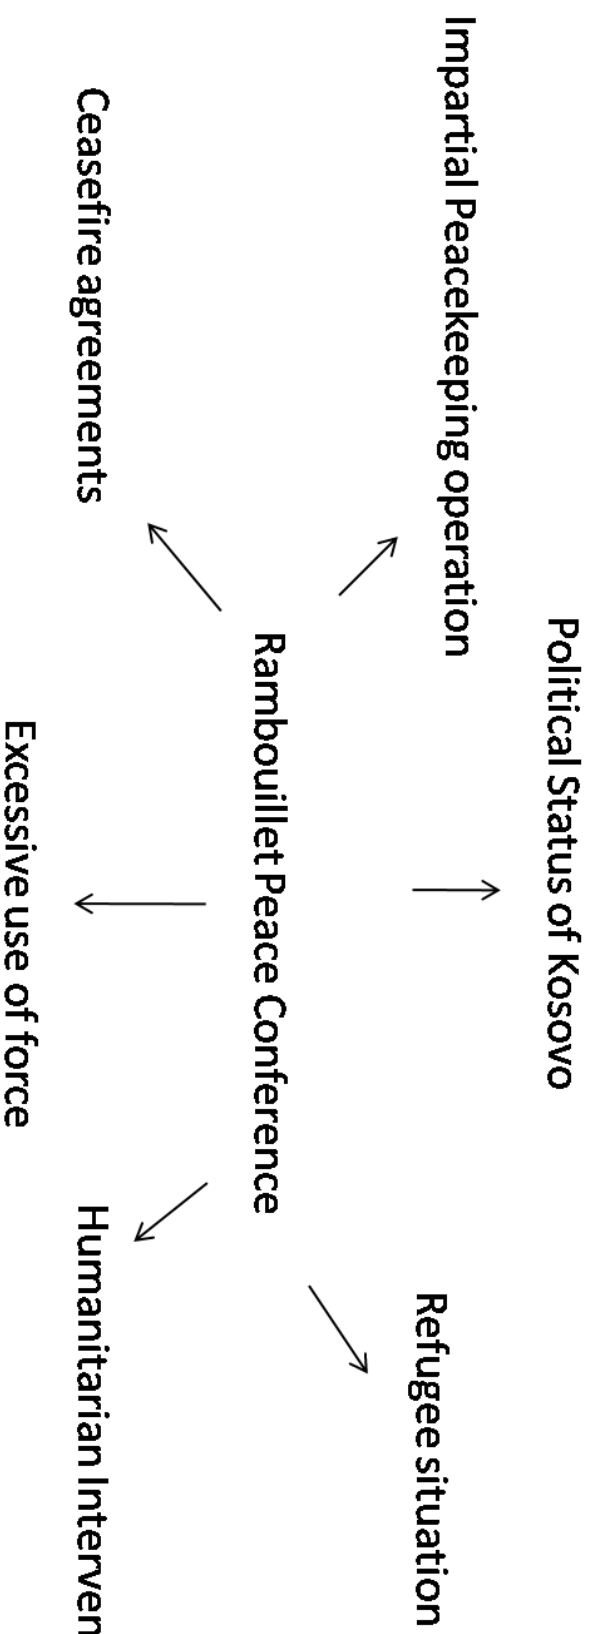 Political Status of Kosovo
Impartial Peacekeeping operation
Refugee situation
Rambouillet Peace Conference
Ceasefire agreements
Humanitarian Interven
Excessive use of force